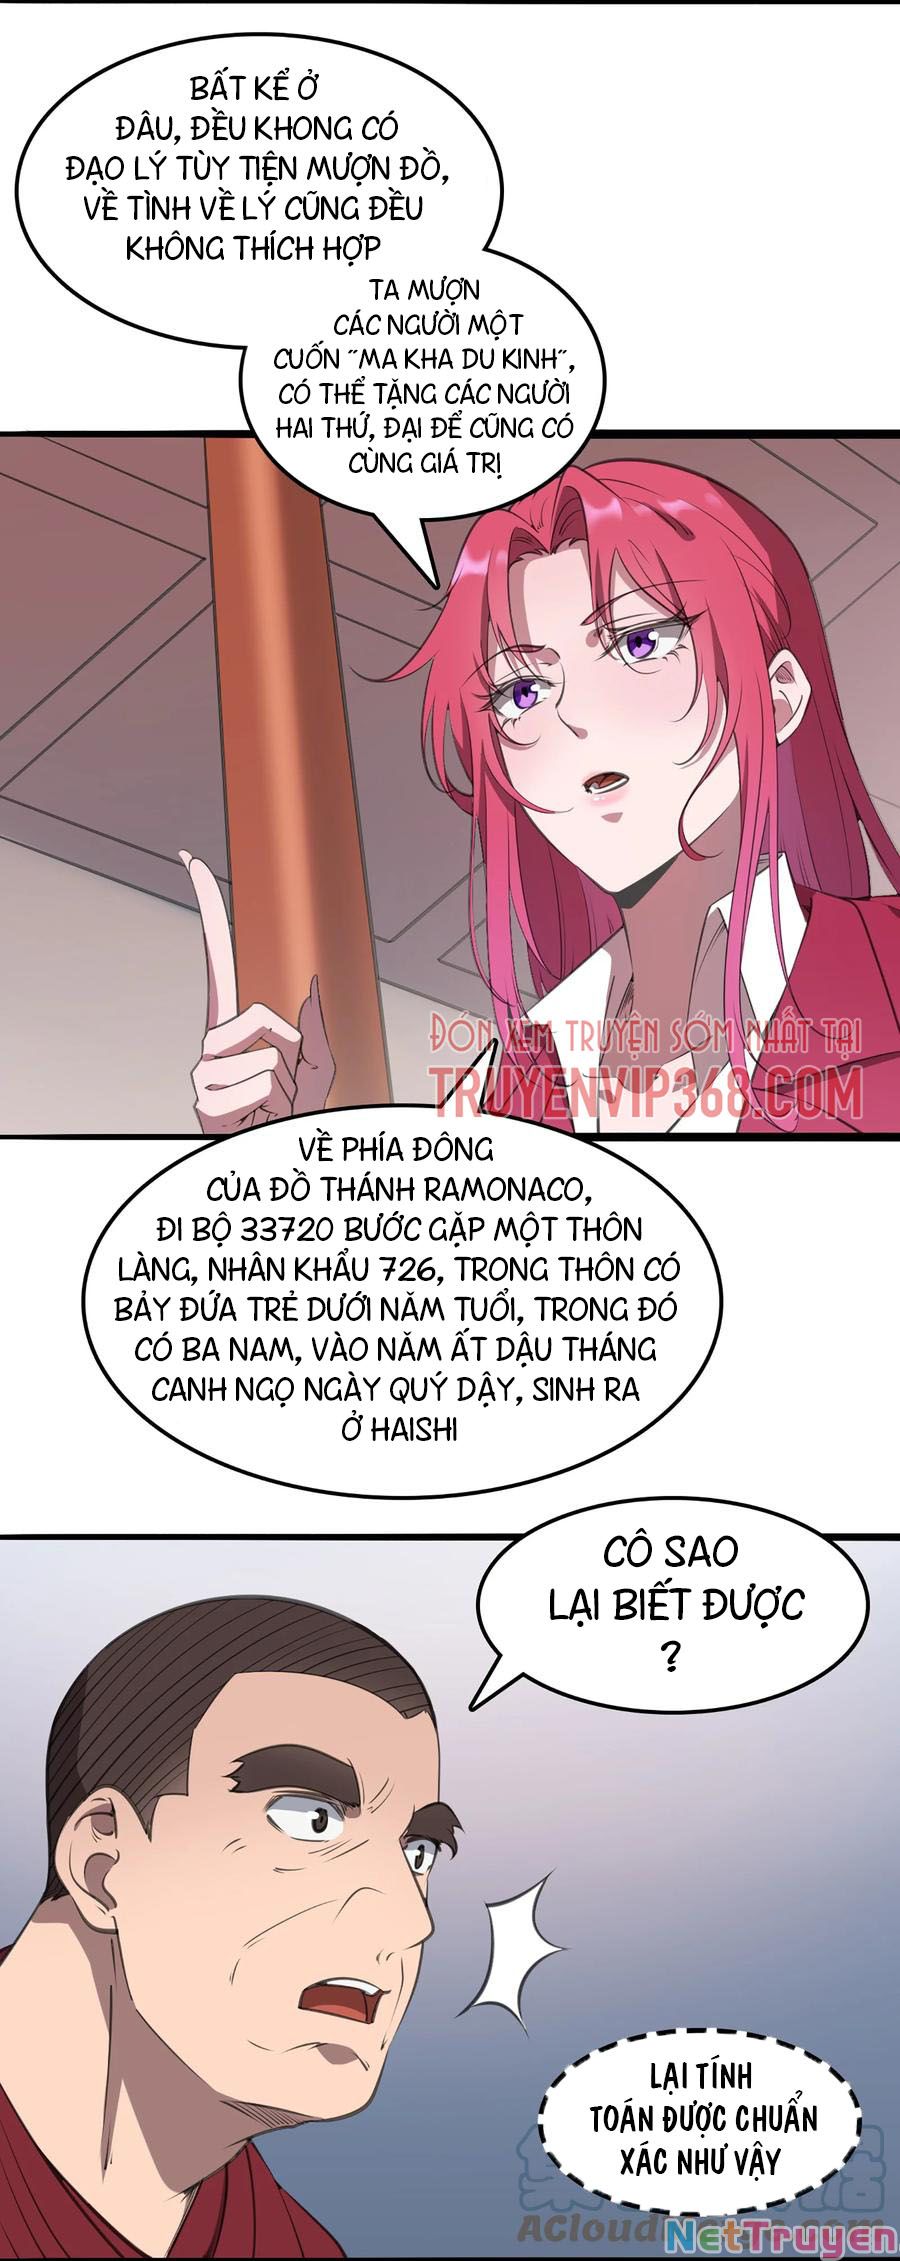 BẤT KỂ Ở
ĐÂU, ĐỀU KHONG CÓ
ĐẠO LÝ TÙY TIỆN MƯỢN ĐỒ,
VỀ TÌNH VỀ LÝ CŨNG ĐỀU
KHÔNG THÍCH HỢP
TA MƯỢN
CÁC NGƯỜI MỘT
CUỐN "MA KHA DU KINH",
CÓ THỂ TẶNG CÁC NGƯỜI
HAI THỨ, ĐẠI ĐỂ CŨNG CÓ
CÙNG GIÁ TRỊ
ĐÓN XEM TRUYỆN SỚM NHẤT TẠI
TRUYENVIP368.COM
VỀ PHÍA ĐÔNG
CỦA ĐỒ THÁNH RAMONACO,
ĐI BỘ 33720 BƯỚC GẶP MỘT THÔN
LÀNG, NHÂN KHẨU 726, TRONG THÔN CÓ
BẢY ĐỨA TRẺ DƯỚI NĂM TUỔI, TRONG ĐÓ
CÓ BA NAM, VÀO NĂM ẤT DẬU THÁNG
CANH NGỌ NGÀY QUÝ DẬY, SINH RA
Ở HAISHI
CÔ SAO
LẠI BIẾT ĐƯỢC
?
LẠI TÍNH
TOÁN ĐƯỢC CHUẨN
XÁC NHƯ VẬY
ACloudmerge.com
NETTRUYEN